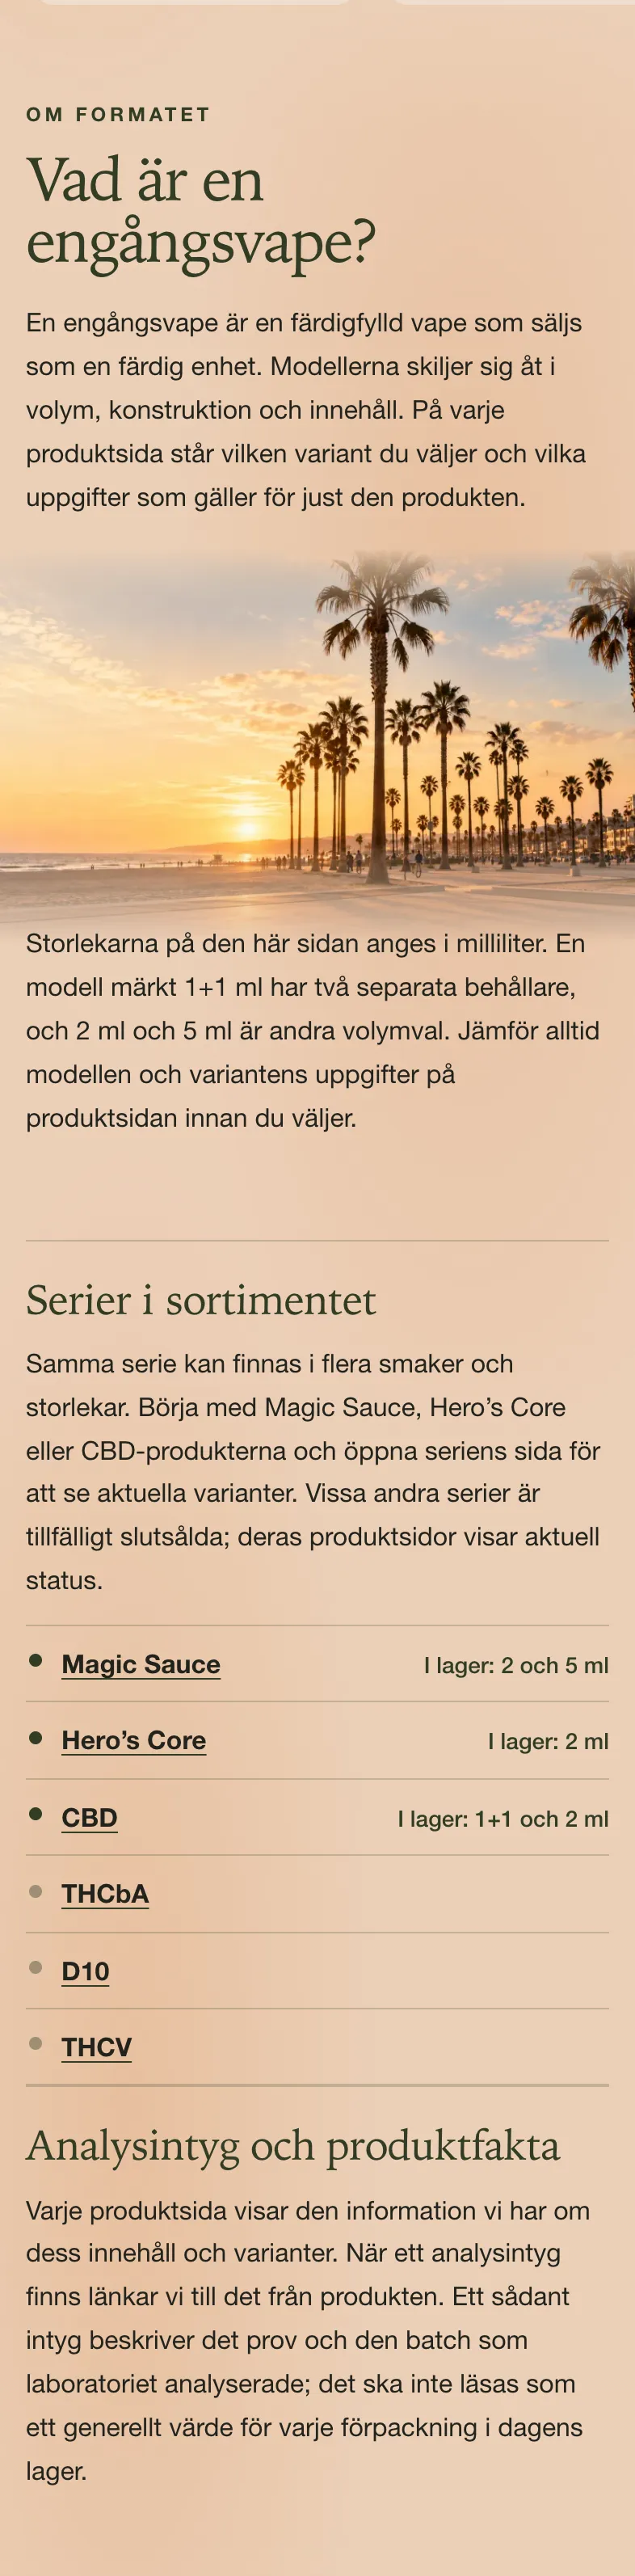 OM FORMATET
Vad är en
engångsvape?
En engångsvape är en färdigfylld vape som säljs
som en färdig enhet. Modellerna skiljer sig åt i
volym, konstruktion och innehåll. På varje
produktsida står vilken variant du väljer och vilka
uppgifter som gäller för just den produkten.
Storlekarna på den här sidan anges i milliliter. En
modell märkt 1+1 ml har två separata behållare,
och 2 ml och 5 ml är andra volymval. Jämför alltid
modellen och variantens uppgifter på
produktsidan innan du väljer.
Serier i sortimentet
Samma serie kan finnas i flera smaker och
storlekar. Börja med Magic Sauce, Hero’s Core
eller CBD-produkterna och öppna seriens sida för
att se aktuella varianter. Vissa andra serier är
tillfälligt slutsålda; deras produktsidor visar aktuell
status.
Magic Sauce I lager: 2 och 5 ml
Hero’s Core I lager: 2 ml
CBD I lager: 1+1 och 2 ml
THCbA
D10
THCV
Analysintyg och produktfakta
Varje produktsida visar den information vi har om
dess innehåll och varianter. När ett analysintyg
finns länkar vi till det från produkten. Ett sådant
intyg beskriver det prov och den batch som
laboratoriet analyserade; det ska inte läsas som
ett generellt värde för varje förpackning i dagens
lager.